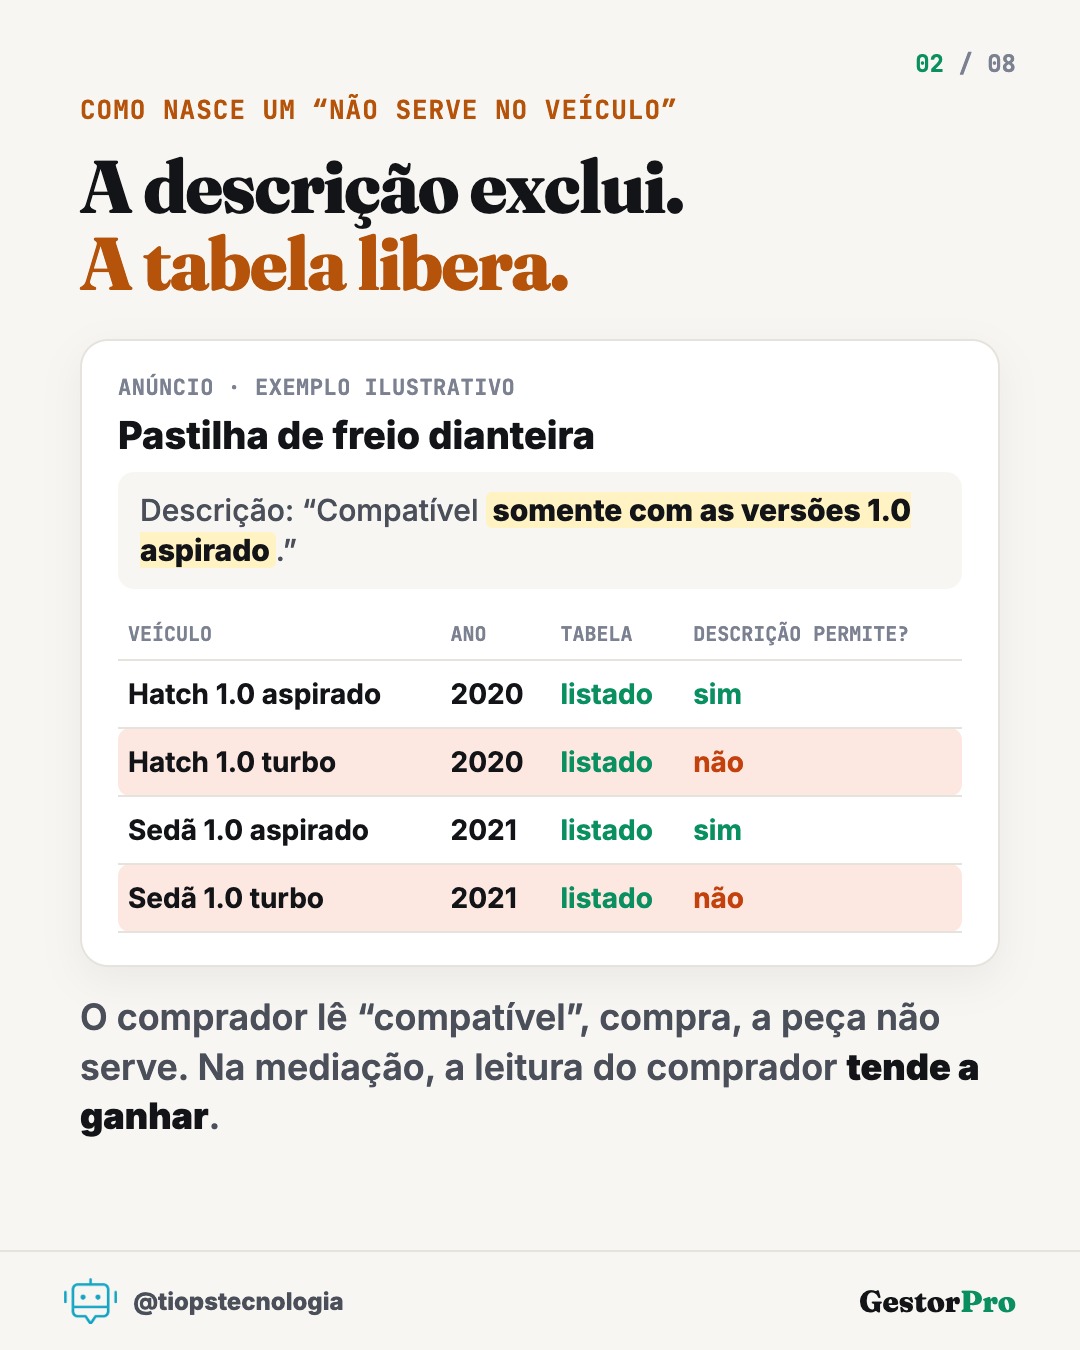 02 / 08
COMO NASCE UM “NÃO SERVE NO VEÍCULO”
A descrição exclui.
A tabela libera.
ANÚNCIO · EXEMPLO ILUSTRATIVO
Pastilha de freio dianteira
Descrição: “Compatível somente com as versões 1.0
aspirado .”
VEÍCULO ANO TABELA DESCRIÇÃO PERMITE?
Hatch 1.0 aspirado 2020 listado sim
Hatch 1.0 turbo 2020 listado não
Sedã 1.0 aspirado 2021 listado sim
Sedã 1.0 turbo 2021 listado não
O comprador lê “compatível”, compra, a peça não
serve. Na mediação, a leitura do comprador tende a
ganhar.
@tiopstecnologia GestorPro